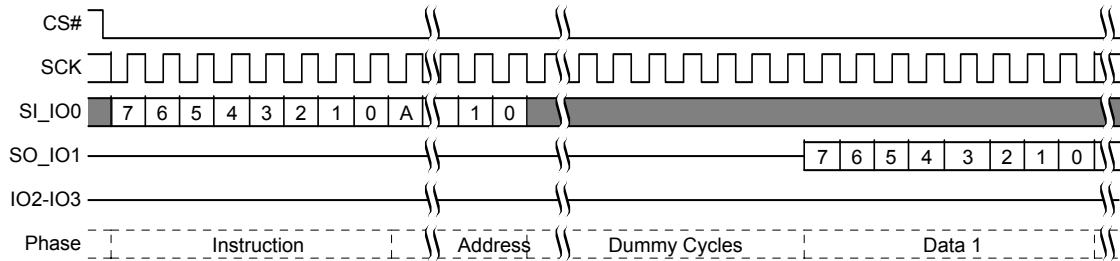 CS#
SCK
SI_IO0 7 6 5 4 3 2 1 0 A 1 0
SO_IO1 7 6 5 4 3 2 1 0
IO2-IO3
Phase Instruction Address Dummy Cycles Data 1